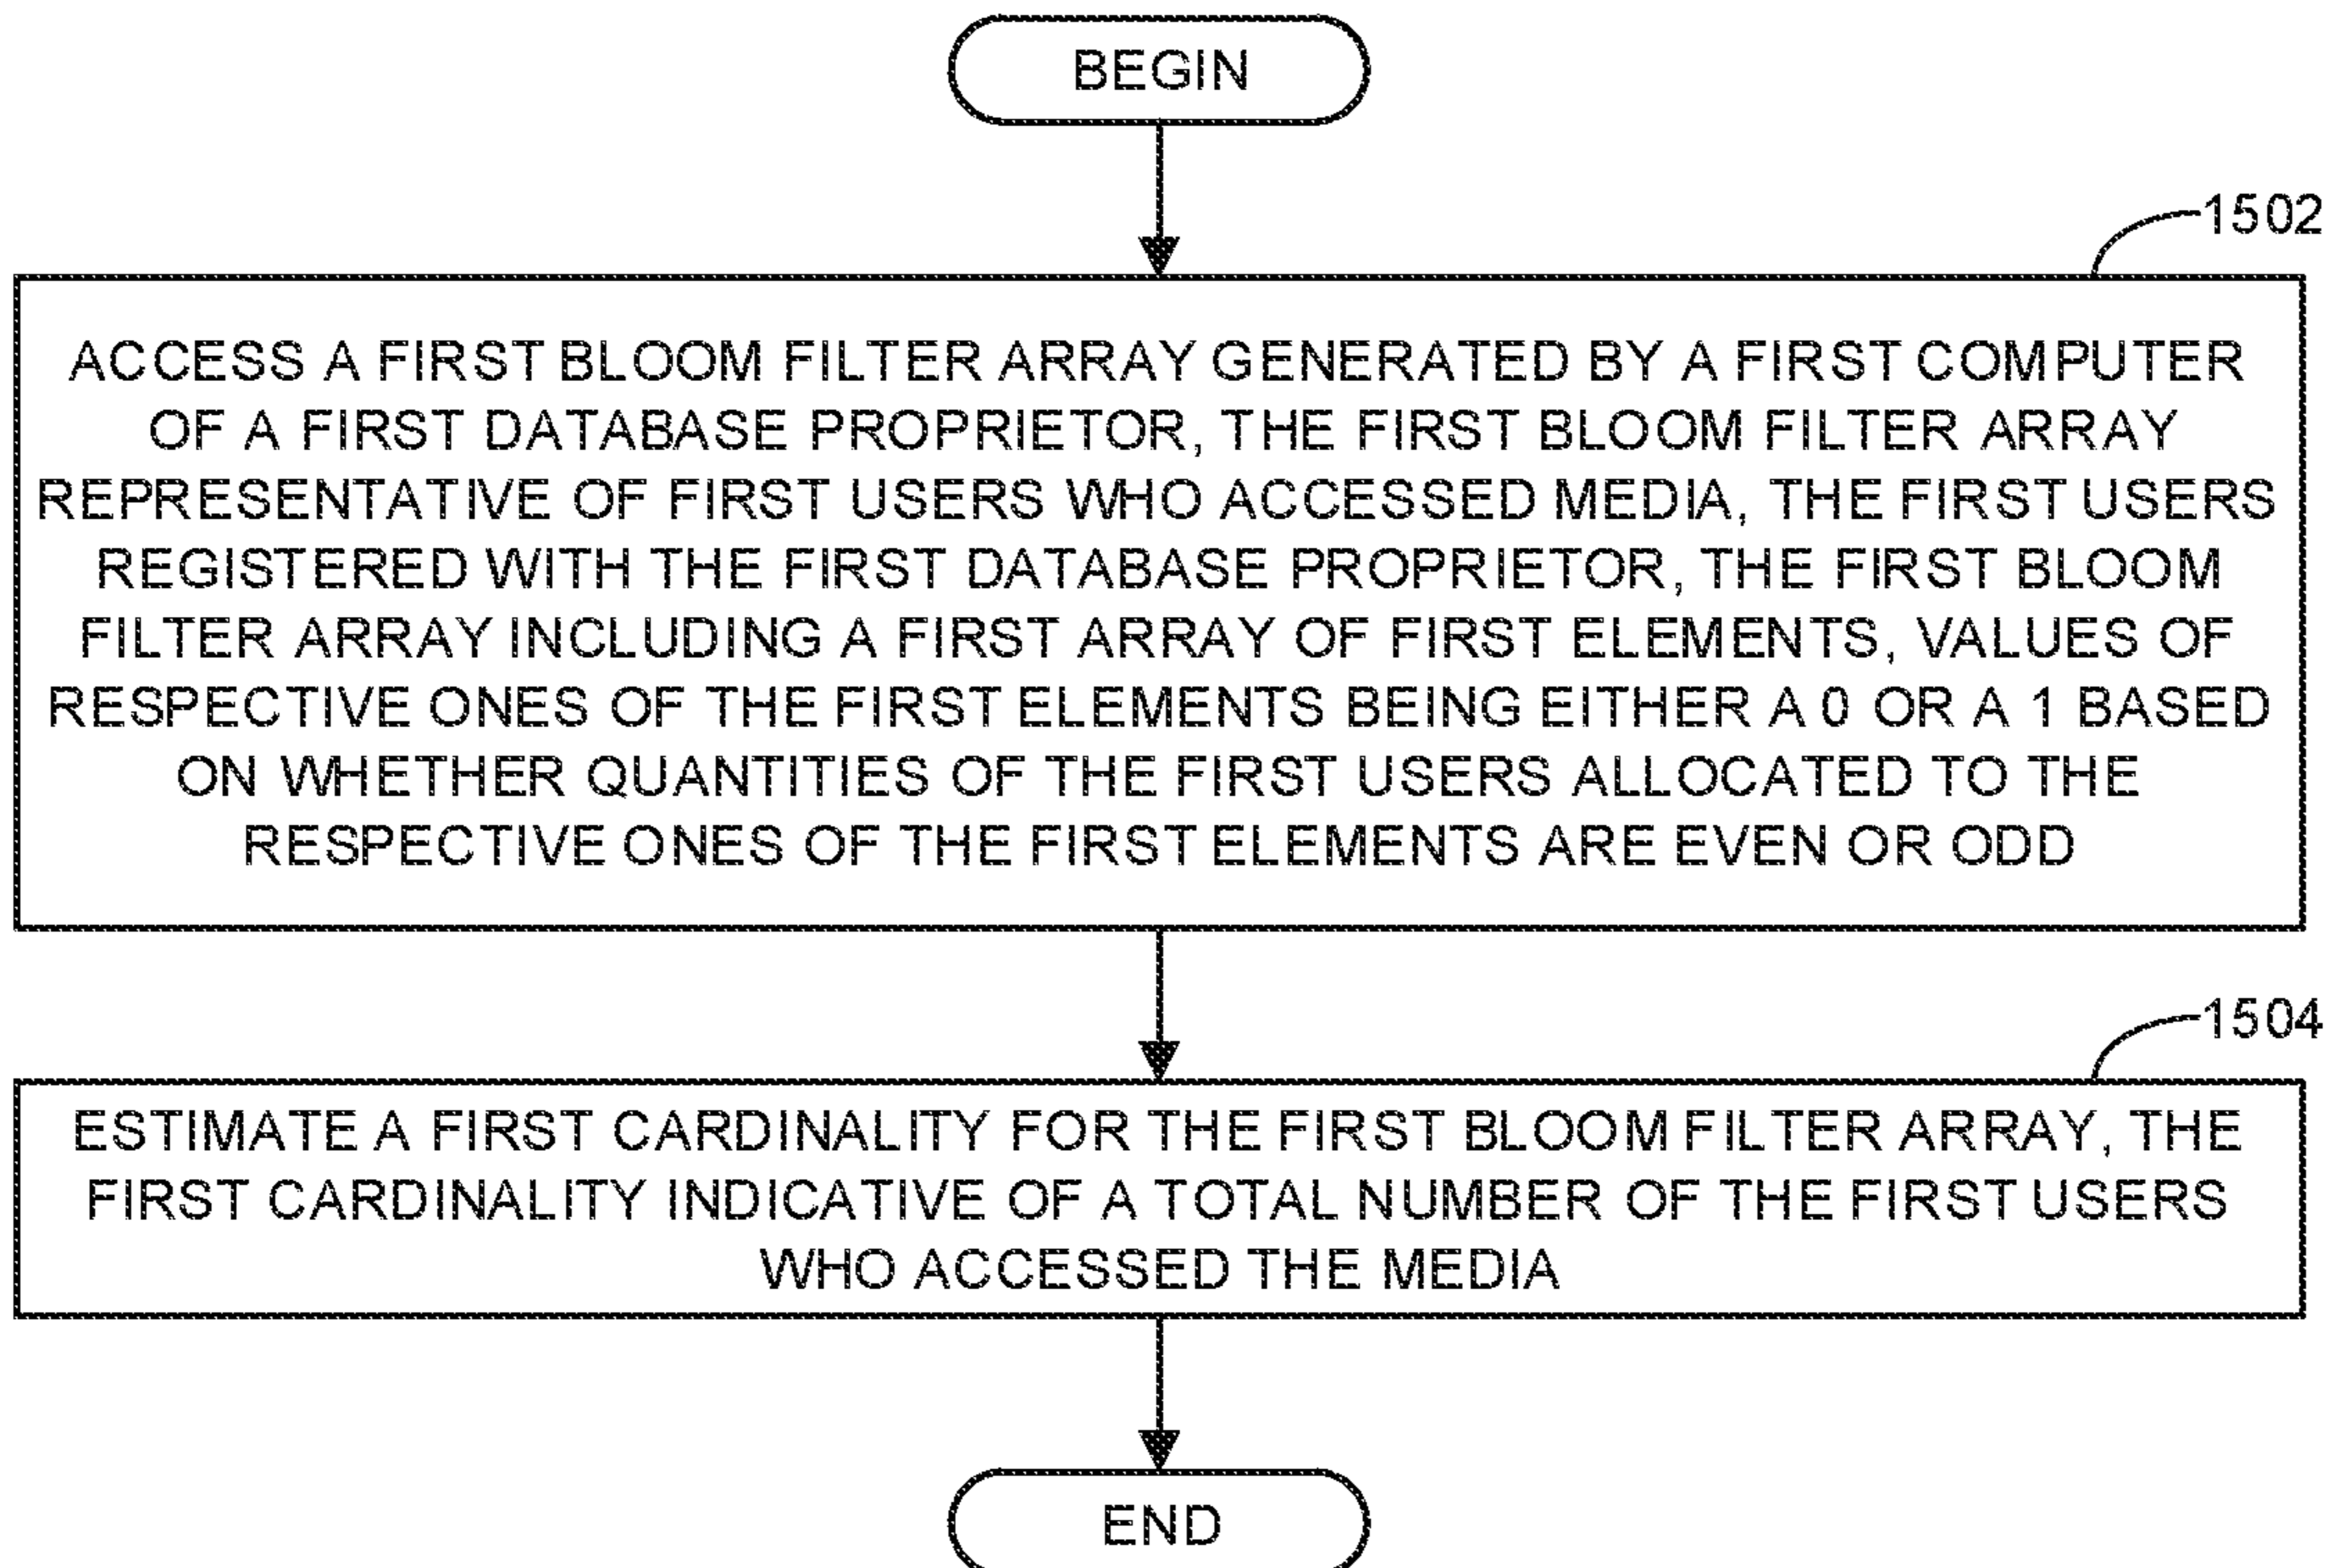 BEGIN
1502
ACCESS A FIRST BLOOM FILTER ARRAY GENERATED BY A FIRST COMPUTER
OF A FIRST DATABASE PROPRIETOR, THE FIRST BLOOM FILTER ARRAY
REPRESENTATIVE OF FIRST USERS WHO ACCESSED MEDIA, THE FIRST USERS
REGISTERED WITH THE FIRST DATABASE PROPRIETOR, THE FIRST BLOOM
FILTER ARRAY INCLUDING A FIRST ARRAY OF FIRST ELEMENTS, VALUES OF
RESPECTIVE ONES OF THE FIRST ELEMENTS BEING EITHER A 0 OR A 1 BASED
ON WHETHER QUANTITIES OF THE FIRST USERS ALLOCATED TO THE
RESPECTIVE ONES OF THE FIRST ELEMENTS ARE EVEN OR ODD
1504
ESTIMATE A FIRST CARDINALITY FOR THE FIRST BLOOM FILTER ARRAY, THE
FIRST CARDINALITY INDICATIVE OF A TOTAL NUMBER OF THE FIRST USERS
WHO ACCESSED THE MEDIA
END